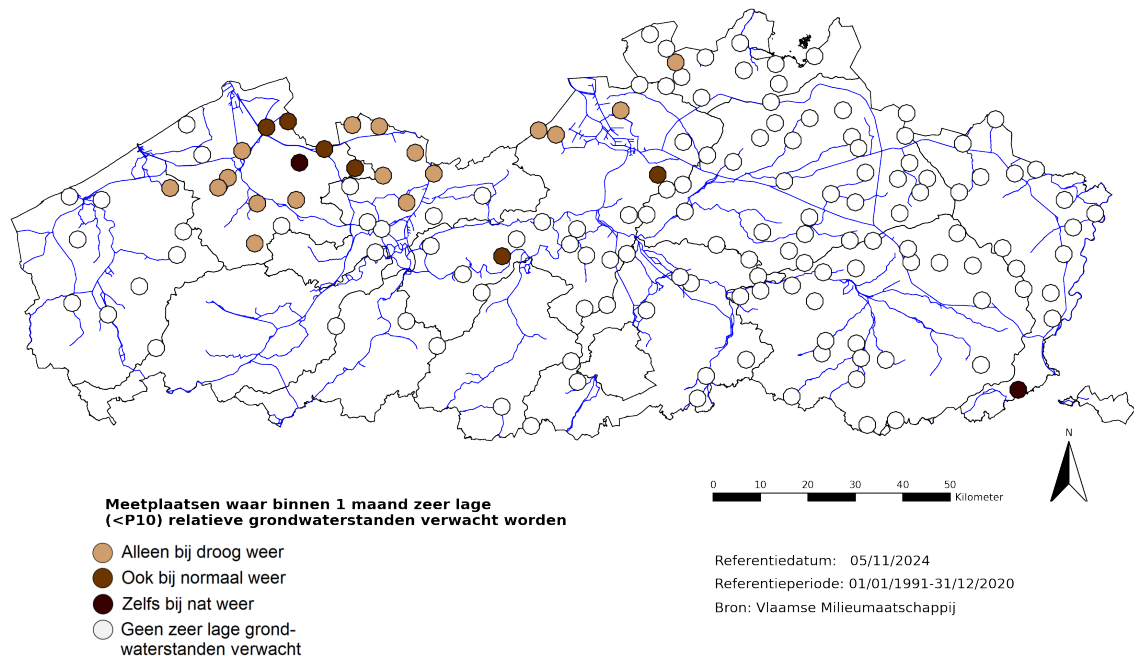 N
0 10 20 30 40 50
Kilometer
Meetplaatsen waar binnen 1 maand zeer lage
(<P10) relatieve grondwaterstanden verwacht worden
Alleen bij droog weer
Ook bij normaal weer
Zelfs bij nat weer
Geen zeer lage grond-
waterstanden verwacht
Referentiedatum: 05/11/2024
Referentieperiode: 01/01/1991-31/12/2020
Bron: Vlaamse Milieumaatschappij